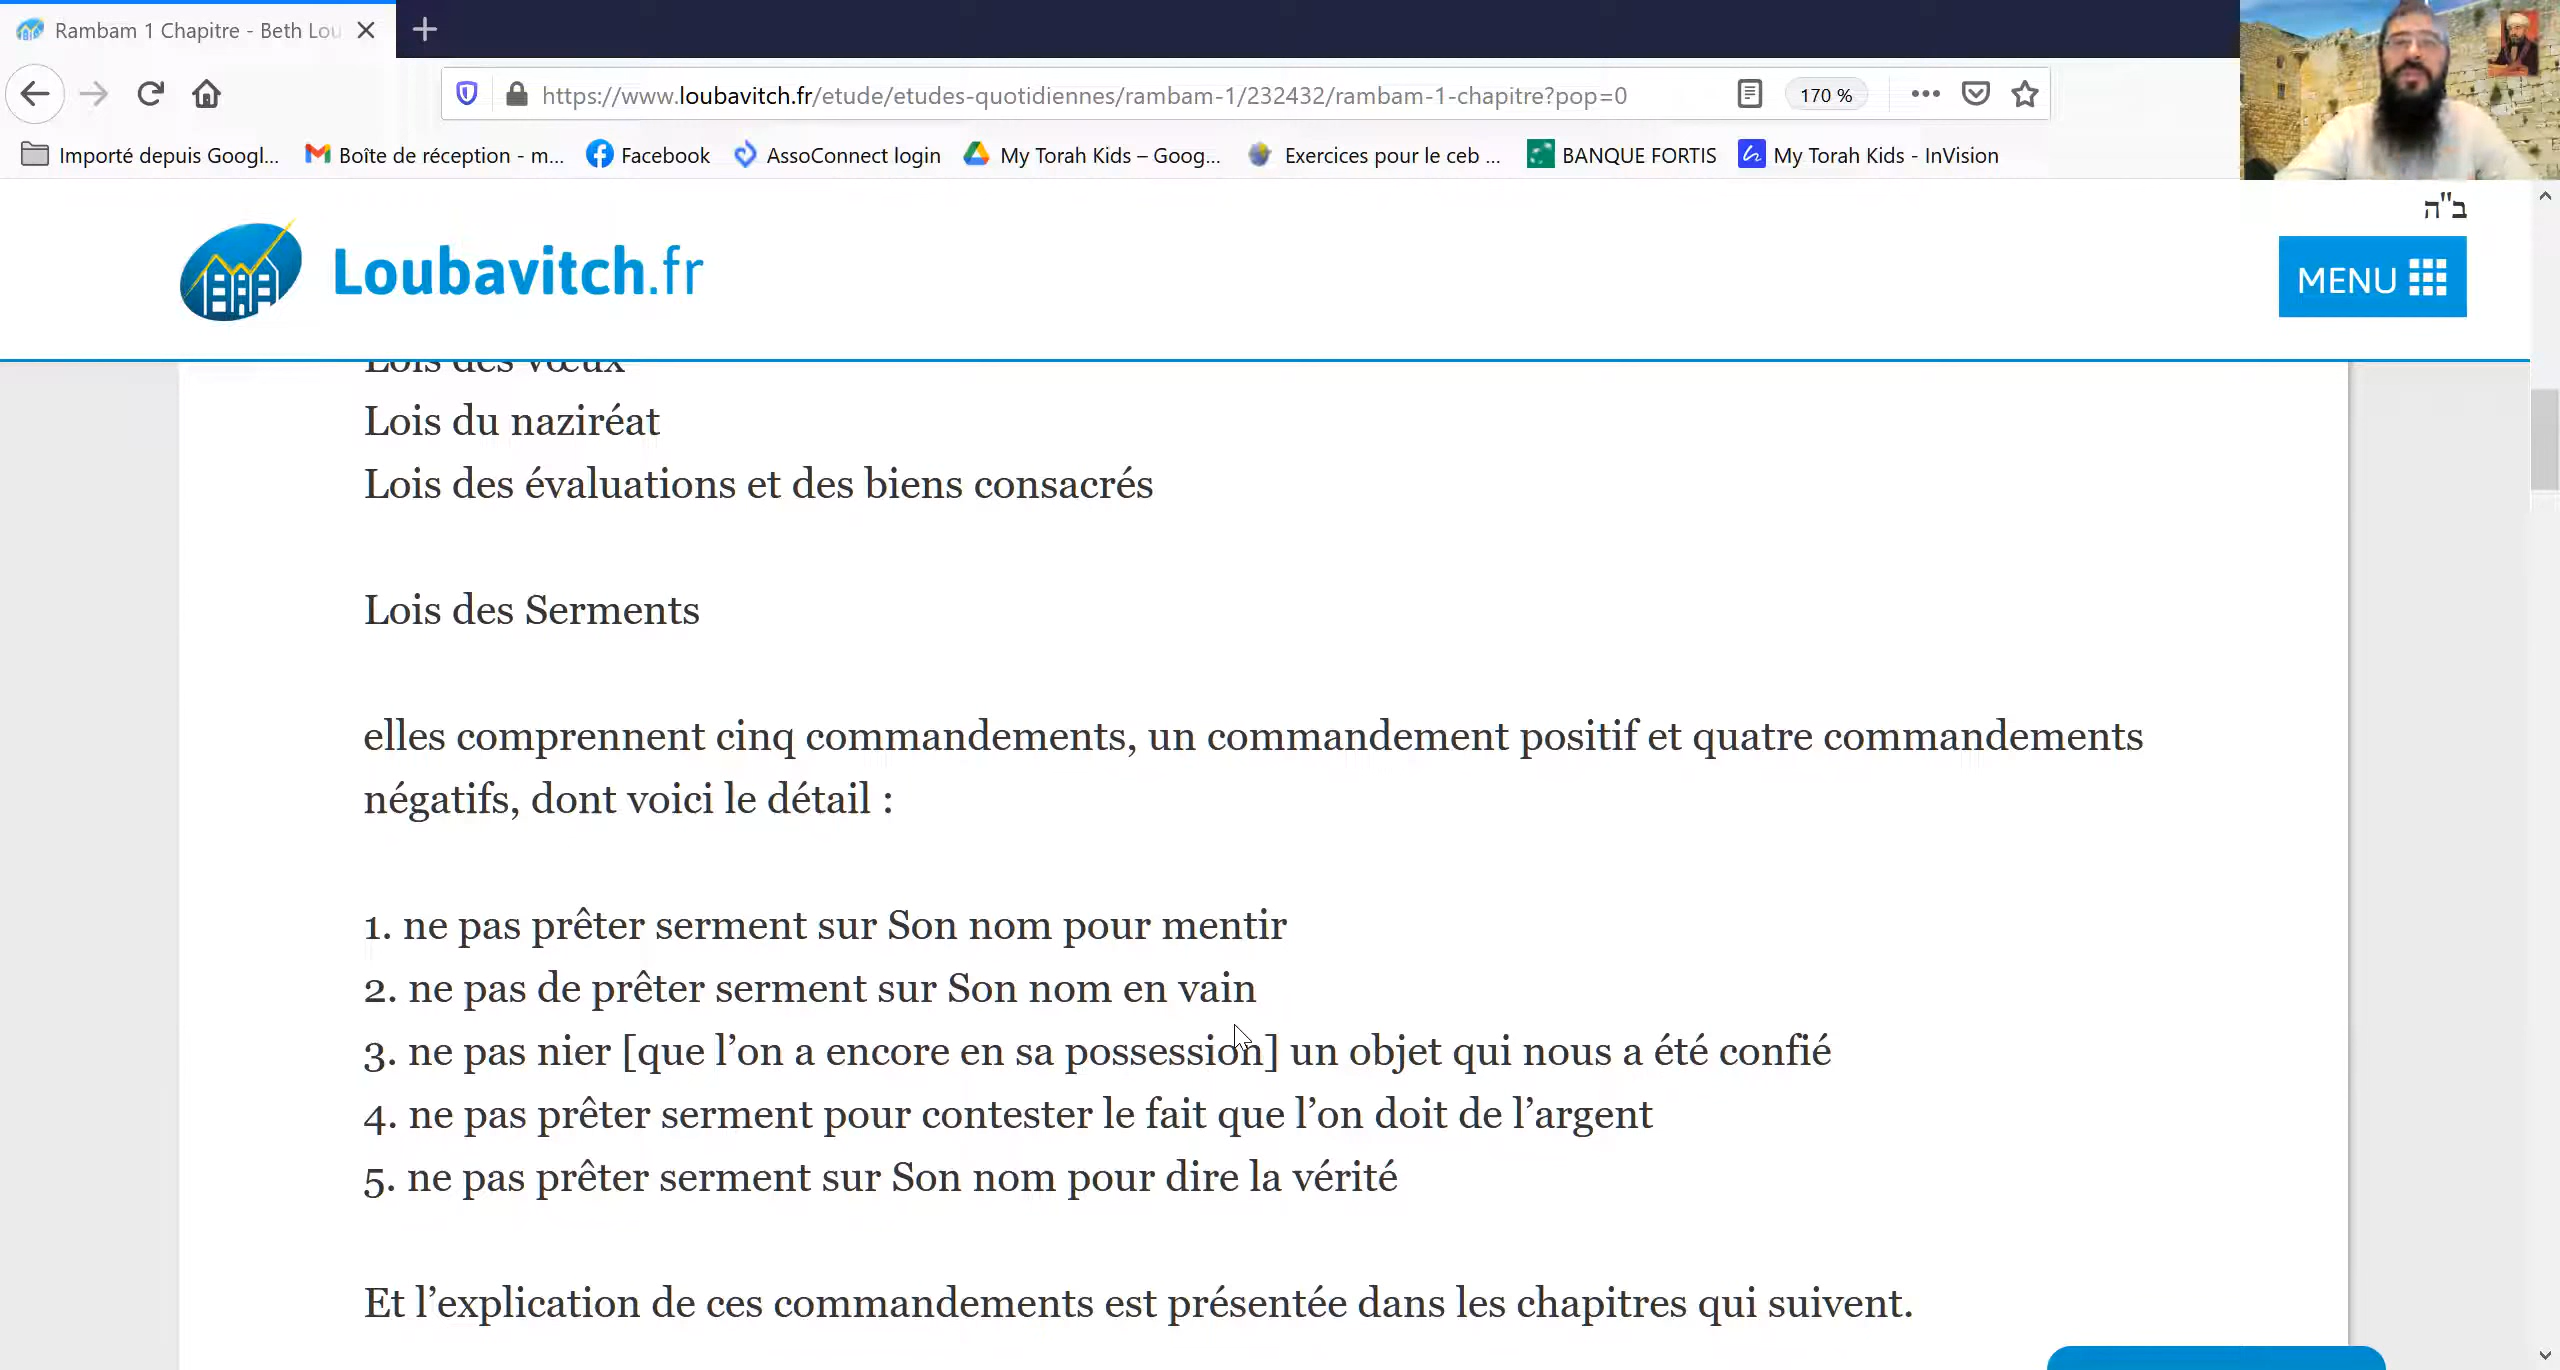 Rambam 1 Chapitre - Beth Lou
https://www.loubavitch.fr/etude/etudes-quotidiennes/rambam-1/232432/rambam-1-chapitre?pop=0
170 %
Importé depuis Googl...
Boîte de réception - m...
Facebook
AssoConnect login
My Torah Kids – Goog...
Exercices pour le ceb ...
BANQUE FORTIS
My Torah Kids - InVision
ב"ה
Loubavitch.fr
MENU
Lois des vœux
Lois du naziréat
Lois des évaluations et des biens consacrés
Lois des Serments
elles comprennent cinq commandements, un commandement positif et quatre commandements
négatifs, dont voici le détail :
1. ne pas prêter serment sur Son nom pour mentir
2. ne pas de prêter serment sur Son nom en vain
3. ne pas nier [que l’on a encore en sa possession] un objet qui nous a été confié
4. ne pas prêter serment pour contester le fait que l’on doit de l’argent
5. ne pas prêter serment sur Son nom pour dire la vérité
Et l’explication de ces commandements est présentée dans les chapitres qui suivent.